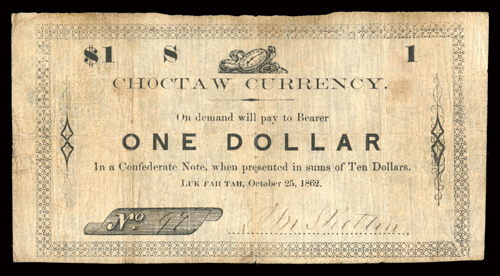 $1 S 1
CHOCTAW CURRENCY.
On demand will pay to Bearer
ONE DOLLAR
In a Confederate Note, when presented in sums of Ten Dollars.
LUK FAH TAH, October 25, 1862.
No.